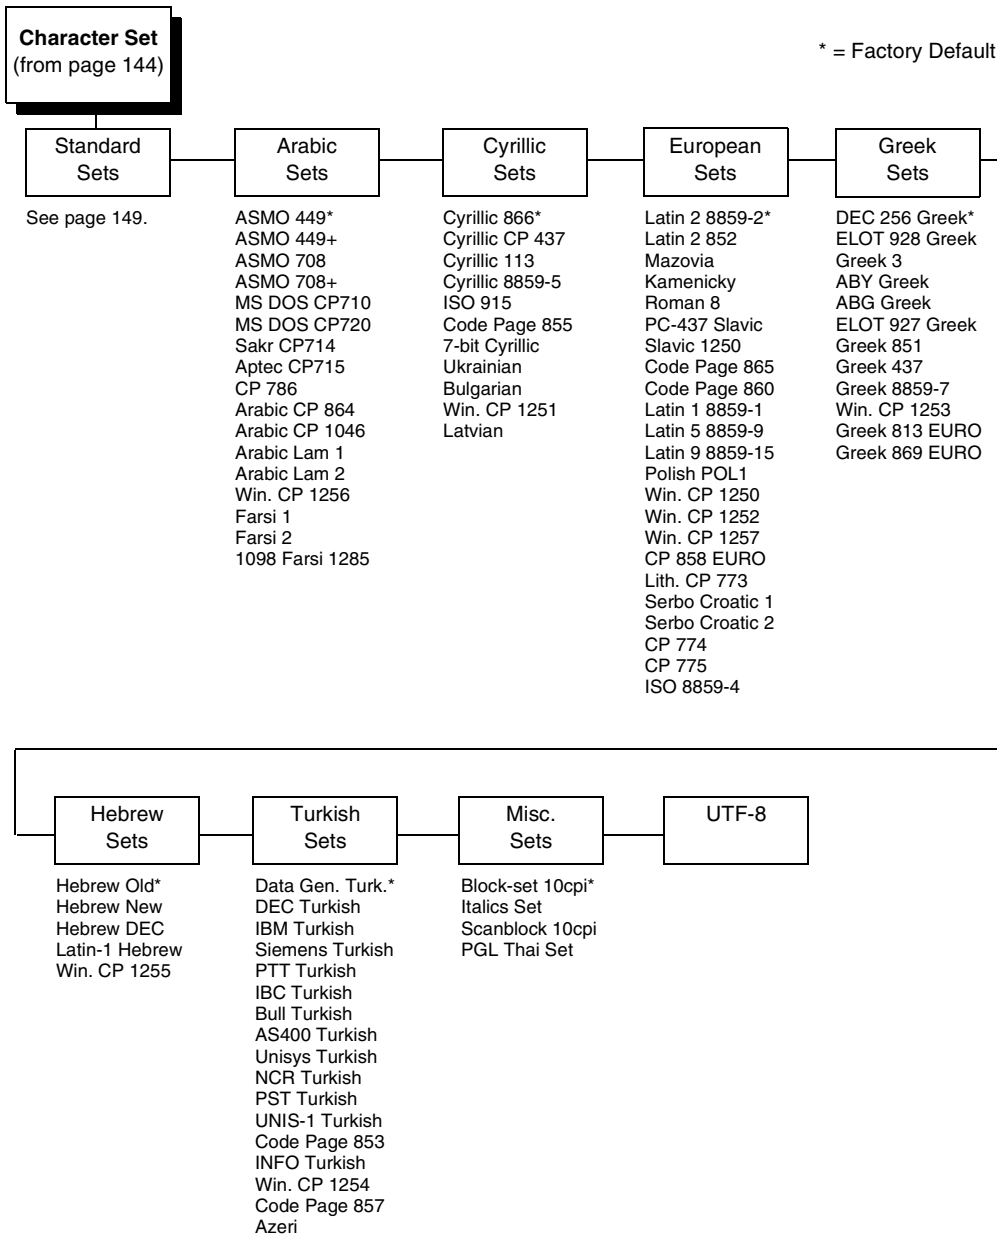 Character Set
(from page 144)
* = Factory Default
Standard
Sets
See page 149.
Arabic
Sets
ASMO 449*
ASMO 449+
ASMO 708
ASMO 708+
MS DOS CP710
MS DOS CP720
Sakr CP714
Aptec CP715
CP 786
Arabic CP 864
Arabic CP 1046
Arabic Lam 1
Arabic Lam 2
Win. CP 1256
Farsi 1
Farsi 2
1098 Farsi 1285
Cyrillic
Sets
Cyrillic 866*
Cyrillic CP 437
Cyrillic 113
Cyrillic 8859-5
ISO 915
Code Page 855
7-bit Cyrillic
Ukrainian
Bulgarian
Win. CP 1251
Latvian
European
Sets
Latin 2 8859-2*
Latin 2 852
Mazovia
Kamenicky
Roman 8
PC-437 Slavic
Slavic 1250
Code Page 865
Code Page 860
Latin 1 8859-1
Latin 5 8859-9
Latin 9 8859-15
Polish POL1
Win. CP 1250
Win. CP 1252
Win. CP 1257
CP 858 EURO
Lith. CP 773
Serbo Croatic 1
Serbo Croatic 2
CP 774
CP 775
ISO 8859-4
Greek
Sets
DEC 256 Greek*
ELOT 928 Greek
Greek 3
ABY Greek
ABG Greek
ELOT 927 Greek
Greek 851
Greek 437
Greek 8859-7
Win. CP 1253
Greek 813 EURO
Greek 869 EURO
Hebrew
Sets
Hebrew Old*
Hebrew New
Hebrew DEC
Latin-1 Hebrew
Win. CP 1255
Turkish
Sets
Data Gen. Turk.*
DEC Turkish
IBM Turkish
Siemens Turkish
PTT Turkish
IBC Turkish
Bull Turkish
AS400 Turkish
Unisys Turkish
NCR Turkish
PST Turkish
UNIS-1 Turkish
Code Page 853
INFO Turkish
Win. CP 1254
Code Page 857
Azeri
Misc.
Sets
Block-set 10cpi*
Italics Set
Scanblock 10cpi
PGL Thai Set
UTF-8